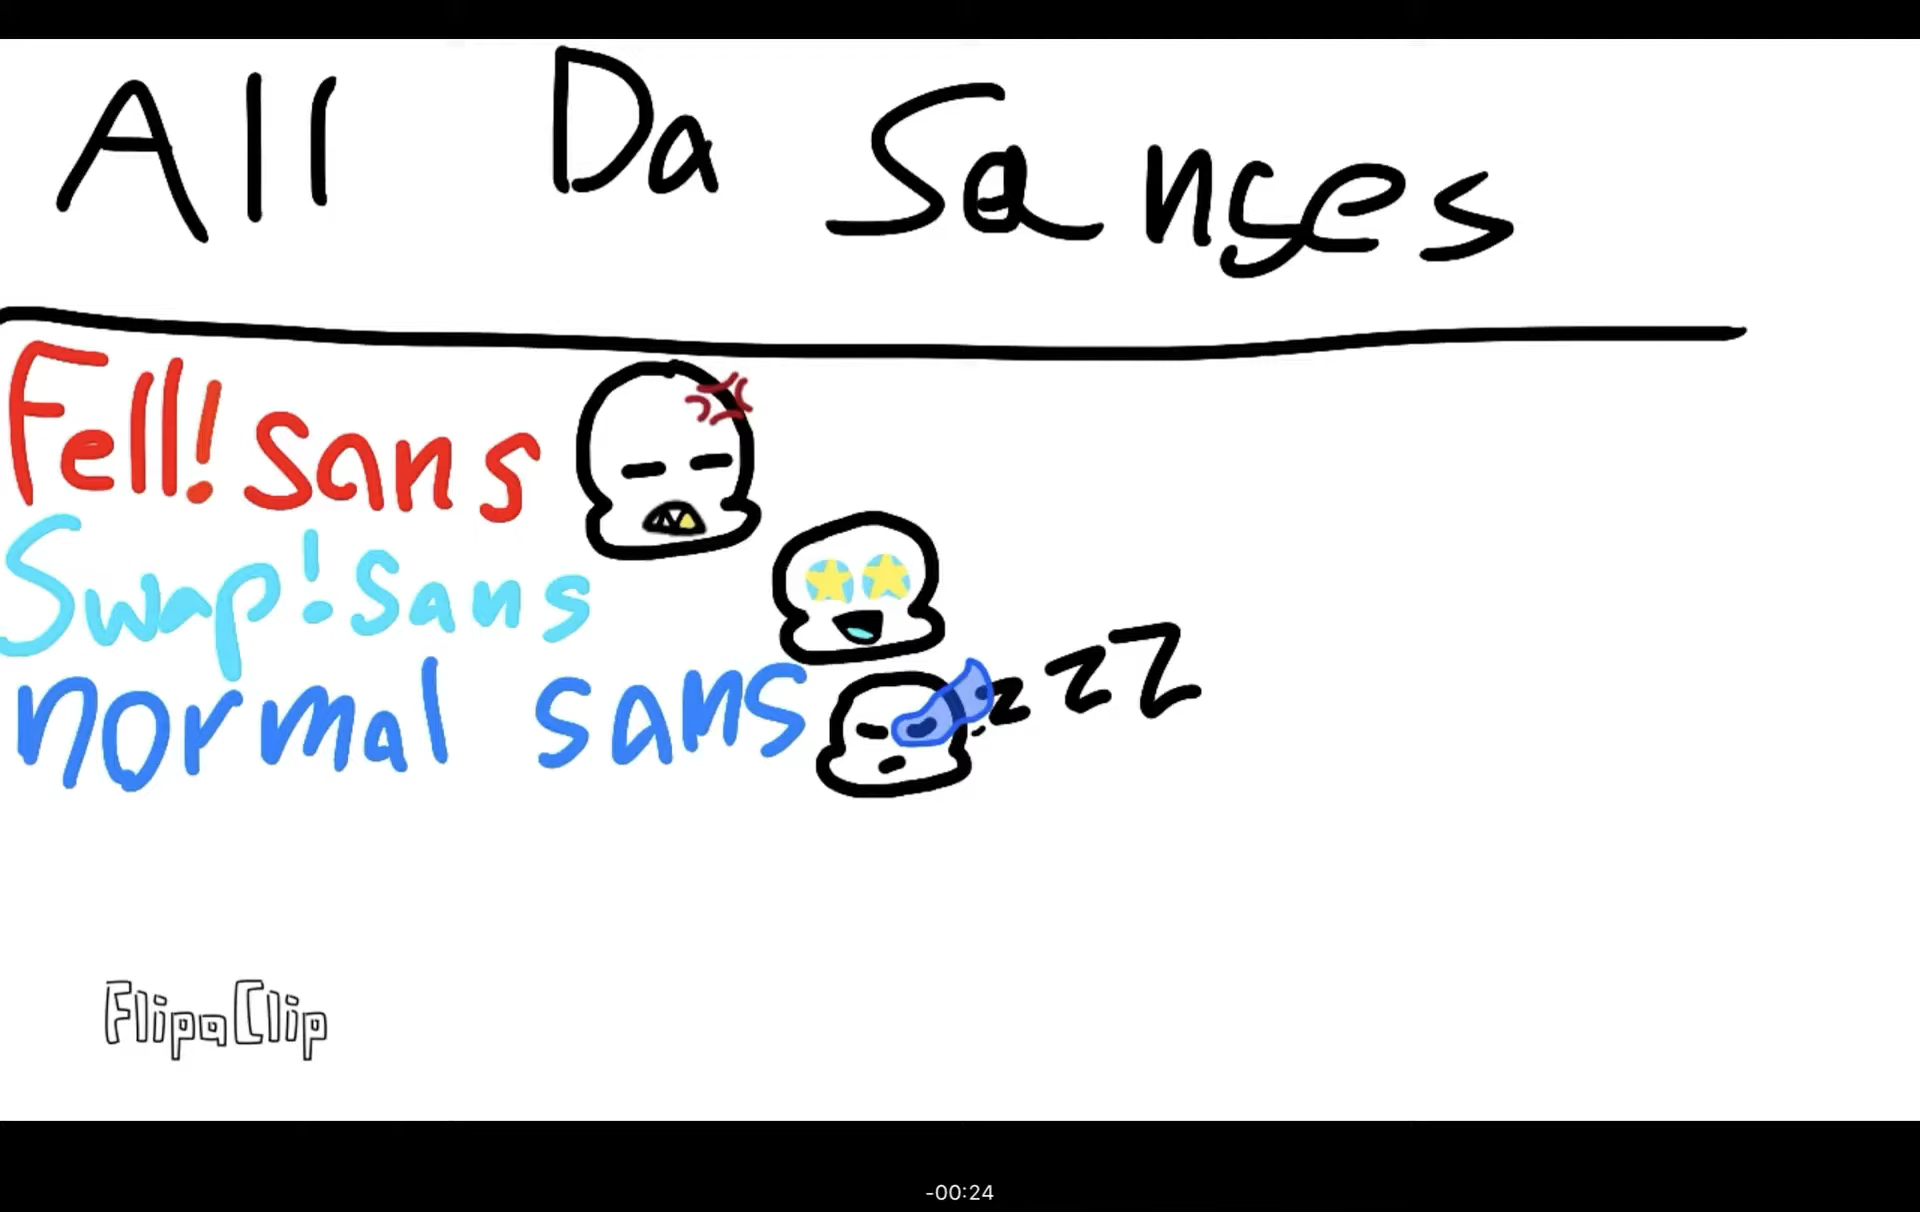 All Da Sanses
Fell! sans
Swap! sans
normal sans
zzZ
FlipaClip
-00:24